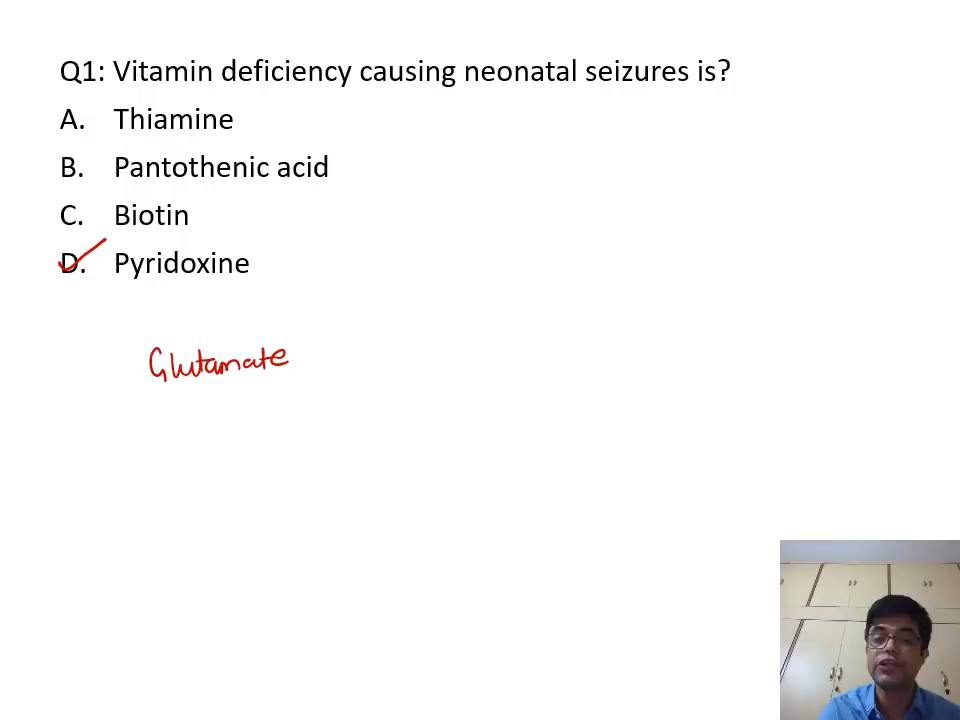 Q1: Vitamin deficiency causing neonatal seizures is?
A. Thiamine
B. Pantothenic acid
C. Biotin
D. Pyridoxine
Glutamate